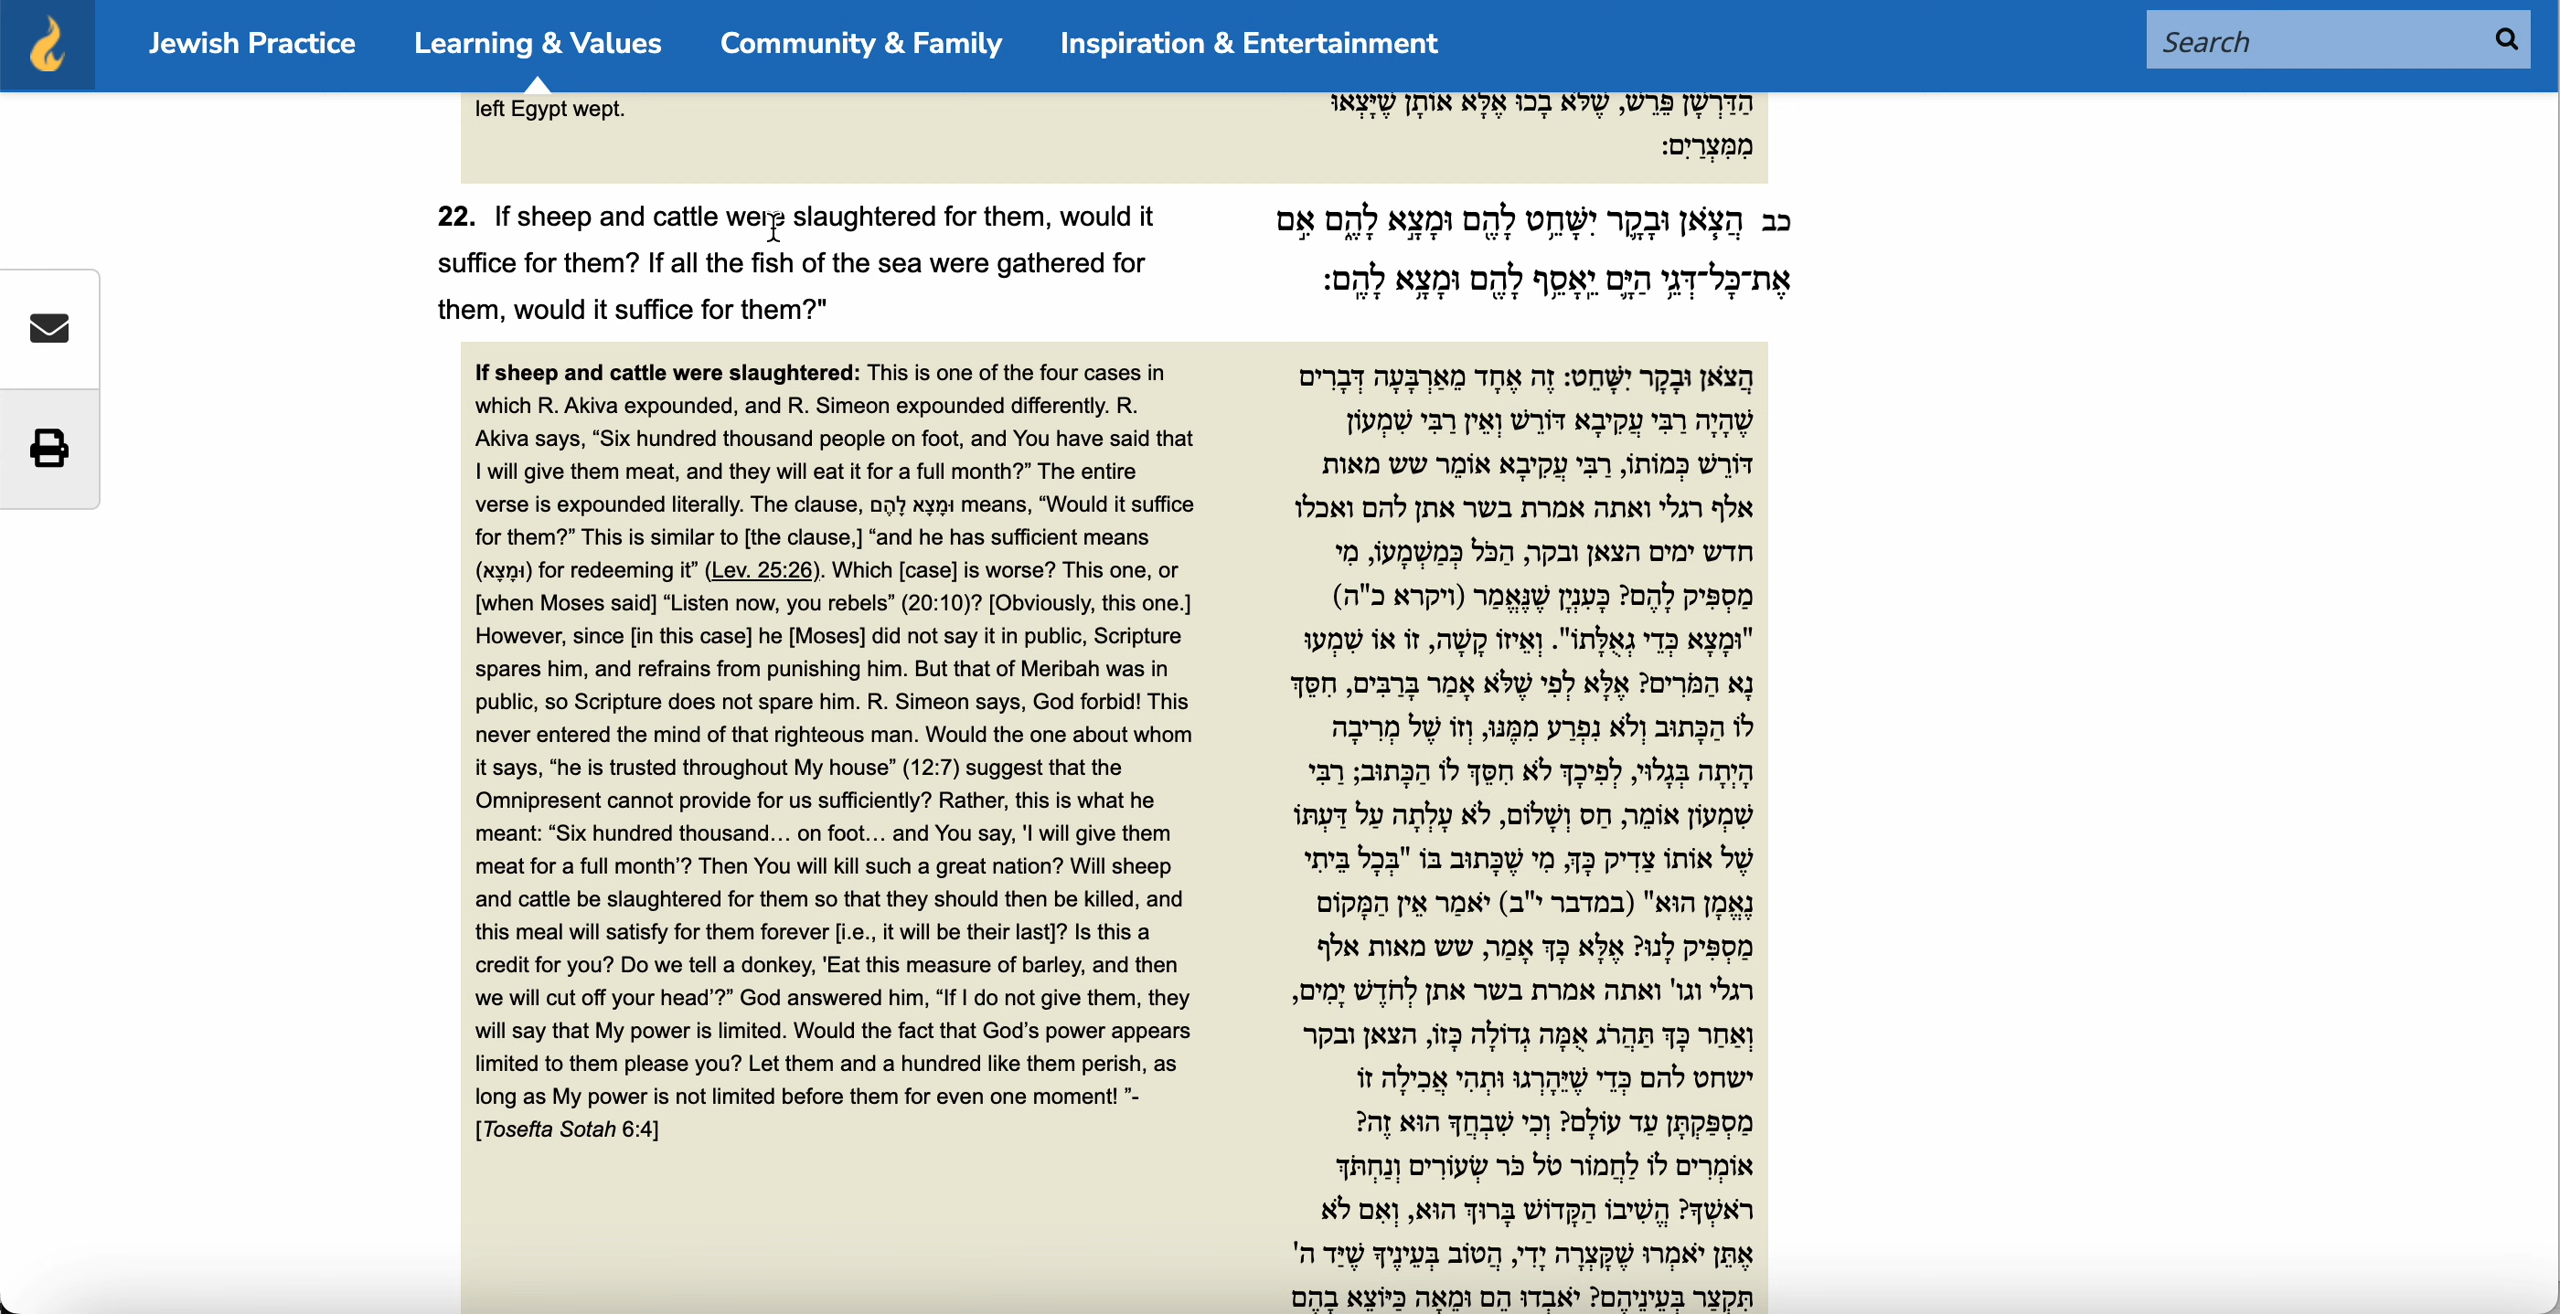 Jewish Practice
Learning & Values
Community & Family
Inspiration & Entertainment
Search
left Egypt wept.
הַדַּרְשָׁן פֵּרֵשׁ, שֶׁלֹּא בָכוּ אֶלָּא אוֹתָן שֶׁיָּצְאוּ
מִמִּצְרַיִם:
22. If sheep and cattle were slaughtered for them, would it
suffice for them? If all the fish of the sea were gathered for
them, would it suffice for them?"
כב הֲצֹ֧אן וּבָקָ֛ר יִשָּׁחֵ֥ט לָהֶ֖ם וּמָצָ֣א לָהֶ֑ם אִ֣ם
אֶת־כָּל־דְּגֵ֥י הַיָּ֛ם יֵאָסֵ֥ף לָהֶ֖ם וּמָצָ֥א לָהֶֽם:
If sheep and cattle were slaughtered: This is one of the four cases in
which R. Akiva expounded, and R. Simeon expounded differently. R.
Akiva says, “Six hundred thousand people on foot, and You have said that
I will give them meat, and they will eat it for a full month?” The entire
verse is expounded literally. The clause, וּמָצָא לָהֶם means, “Would it suffice
for them?” This is similar to [the clause,] “and he has sufficient means
(וּמָצָא) for redeeming it” (Lev. 25:26). Which [case] is worse? This one, or
[when Moses said] “Listen now, you rebels” (20:10)? [Obviously, this one.]
However, since [in this case] he [Moses] did not say it in public, Scripture
spares him, and refrains from punishing him. But that of Meribah was in
public, so Scripture does not spare him. R. Simeon says, God forbid! This
never entered the mind of that righteous man. Would the one about whom
it says, “he is trusted throughout My house” (12:7) suggest that the
Omnipresent cannot provide for us sufficiently? Rather, this is what he
meant: “Six hundred thousand… on foot… and You say, 'I will give them
meat for a full month’? Then You will kill such a great nation? Will sheep
and cattle be slaughtered for them so that they should then be killed, and
this meal will satisfy for them forever [i.e., it will be their last]? Is this a
credit for you? Do we tell a donkey, 'Eat this measure of barley, and then
we will cut off your head’?” God answered him, “If I do not give them, they
will say that My power is limited. Would the fact that God’s power appears
limited to them please you? Let them and a hundred like them perish, as
long as My power is not limited before them for even one moment! ”-
[Tosefta Sotah 6:4]
הֲצֹאן וּבָקָר יִשָּׁחֵט: זֶה אֶחָד מֵאַרְבָּעָה דְּבָרִים
שֶׁהָיָה רַבִּי עֲקִיבָא דּוֹרֵשׁ וְאֵין רַבִּי שִׁמְעוֹן
דּוֹרֵשׁ כְּמוֹתוֹ, רַבִּי עֲקִיבָא אוֹמֵר שש מאות
אלף רגלי ואתה אמרת בשר אתן להם ואכלו
חדש ימים הצאן ובקר, הַכֹּל כְּמַשְׁמָעוֹ, מִי
מַסְפִּיק לָהֶם? כָּעִנְיָן שֶׁנֶּאֱמַר (ויקרא כ"ה)
"וּמָצָא כְּדֵי גְאֻלָּתוֹ". וְאֵיזוֹ קָשָׁה, זוֹ אוֹ שִׁמְעוּ
נָא הַמֹּרִים? אֶלָּא לְפִי שֶׁלֹּא אָמַר בָּרַבִּים, חִסֵּךְ
לוֹ הַכָּתוּב וְלֹא נִפְרַע מִמֶּנּוּ, וְזוֹ שֶׁל מְרִיבָה
הָיְתָה בְּגָלוּי, לְפִיכָךְ לֹא חִסֵּךְ לוֹ הַכָּתוּב; רַבִּי
שִׁמְעוֹן אוֹמֵר, חַס וְשָׁלוֹם, לֹא עָלְתָה עַל דַּעְתּוֹ
שֶׁל אוֹתוֹ צַדִּיק כָּךְ, מִי שֶׁכָּתוּב בּוֹ "בְּכָל בֵּיתִי
נֶאֱמָן הוּא" (במדבר י"ב) יֹאמַר אֵין הַמָּקוֹם
מַסְפִּיק לָנוּ? אֶלָּא כָּךְ אָמַר, שש מאות אלף
רגלי וגו' ואתה אמרת בשר אתן לְחֹדֶשׁ יָמִים,
וְאַחַר כָּךְ תַּהֲרֹג אֻמָּה גְדוֹלָה כָּזוֹ, הצאן ובקר
ישחט להם כְּדֵי שֶׁיֵּהָרְגוּ וּתְהִי אֲכִילָה זוֹ
מַסְפַּקְתָּן עַד עוֹלָם? וְכִי שִׁבְחֲךָ הוּא זֶה?
אוֹמְרִים לוֹ לַחֲמוֹר טֹל כֹּר שְׂעוֹרִים וְנַחְתֹּךְ
רֹאשְׁךָ? הֱשִׁיבוֹ הַקָּדוֹשׁ בָּרוּךְ הוּא, וְאִם לֹא
אֶתֵּן יֹאמְרוּ שֶׁקָּצְרָה יָדִי, הֲטוֹב בְּעֵינֶיךָ שֶׁיַּד ה'
תִּקְצַר בְּעֵינֵיהֶם? יֹאבְדוּ הֵם וּמֵאָה כַּיּוֹצֵא בָהֶם